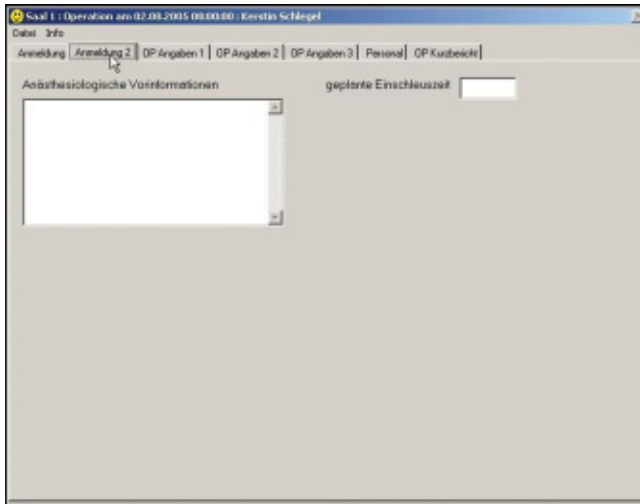 Saal 1 : Operation am 02.08.2005 08:00:00 : Kerstin Schlegel
Datei Info
Anmeldung Anmeldung 2 OP Angaben 1 OP Angaben 2 OP Angaben 3 Personal OP Kurzbericht
Anästhesiologische Vorinformationen geplante Einschleuszeit